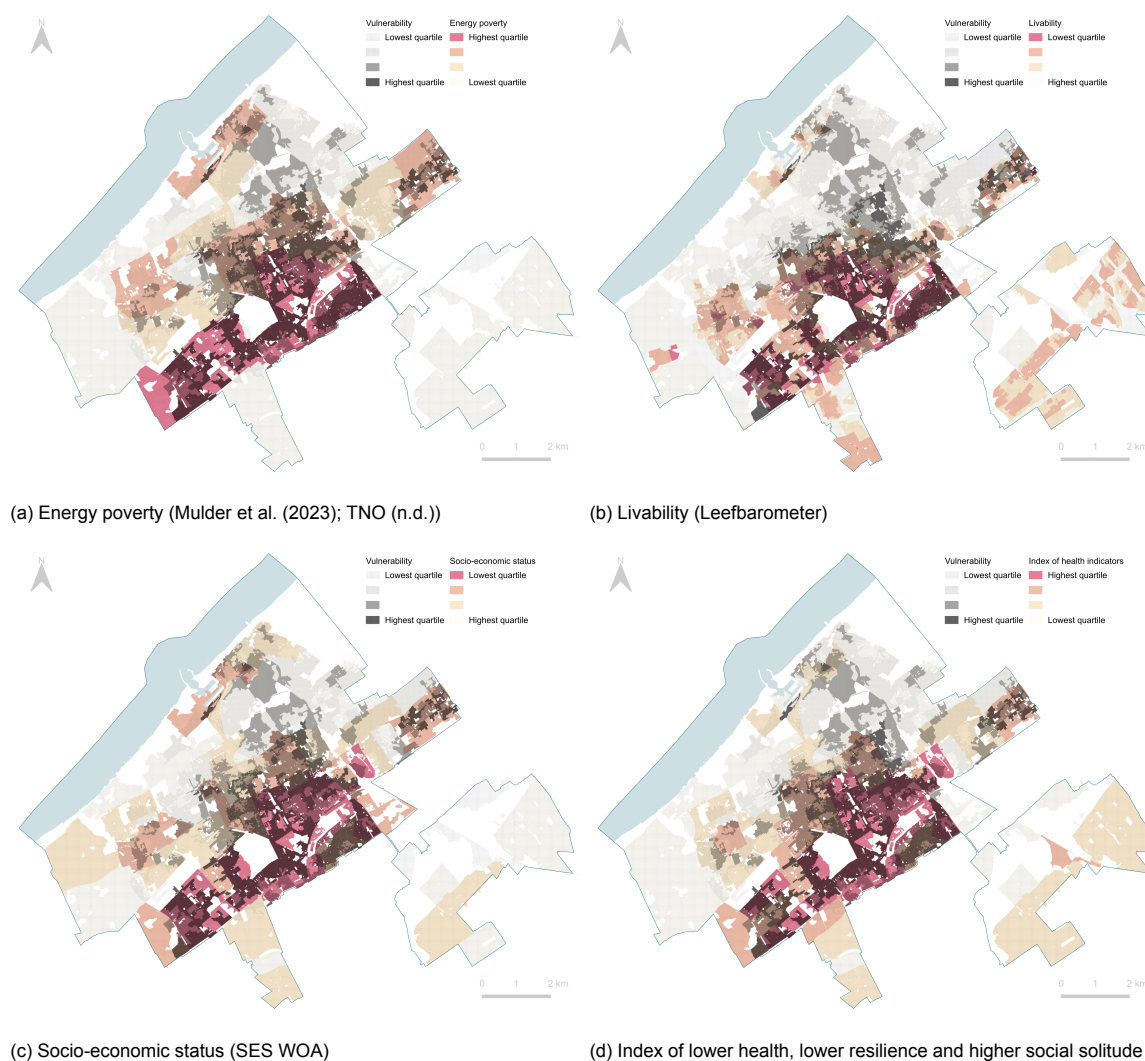 N
Vulnerability Energy poverty
Lowest quartile Highest quartile
Highest quartile Lowest quartile
0 1 2 km
(a) Energy poverty (Mulder et al. (2023); TNO (n.d.))
N
Vulnerability Livability
Lowest quartile Lowest quartile
Highest quartile Highest quartile
0 1 2 km
(b) Livability (Leefbarometer)
N
Vulnerability Socio-economic status
Lowest quartile Lowest quartile
Highest quartile Highest quartile
0 1 2 km
(c) Socio-economic status (SES WOA)
N
Vulnerability Index of health indicators
Lowest quartile Highest quartile
Highest quartile Lowest quartile
0 1 2 km
(d) Index of lower health, lower resilience and higher social solitude